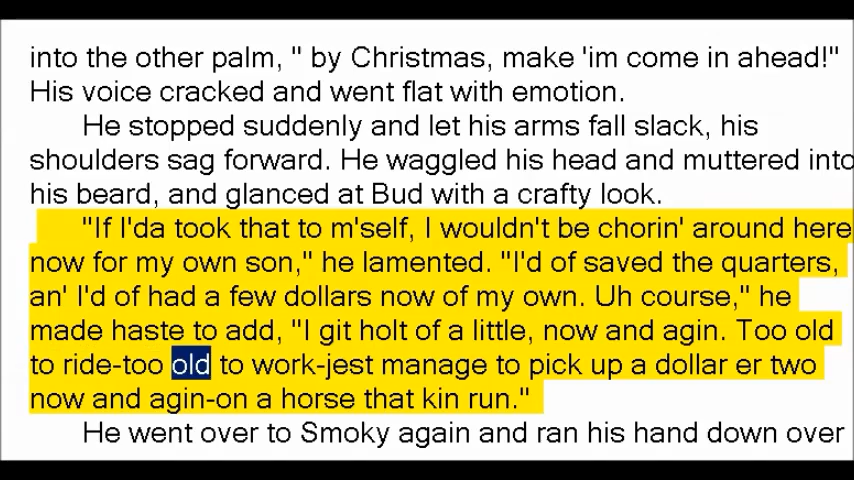 into the other palm, " by Christmas, make 'im come in ahead!"
His voice cracked and went flat with emotion.
He stopped suddenly and let his arms fall slack, his
shoulders sag forward. He waggled his head and muttered into
his beard, and glanced at Bud with a crafty look.
"If I'da took that to m'self, I wouldn't be chorin' around here
now for my own son," he lamented. "I'd of saved the quarters,
an' I'd of had a few dollars now of my own. Uh course," he
made haste to add, "I git holt of a little, now and agin. Too old
to ride-too old to work-jest manage to pick up a dollar er two
now and agin-on a horse that kin run."
He went over to Smoky again and ran his hand down over